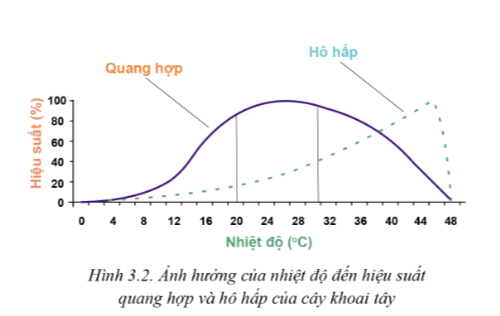 Hô hấp
Quang hợp
Hiệu suất (%)
100
80
60
40
20
0
0 4 8 12 16 20 24 28 32 36 40 44 48
Nhiệt độ (°C)
Hình 3.2. Ảnh hưởng của nhiệt độ đến hiệu suất
quang hợp và hô hấp của cây khoai tây